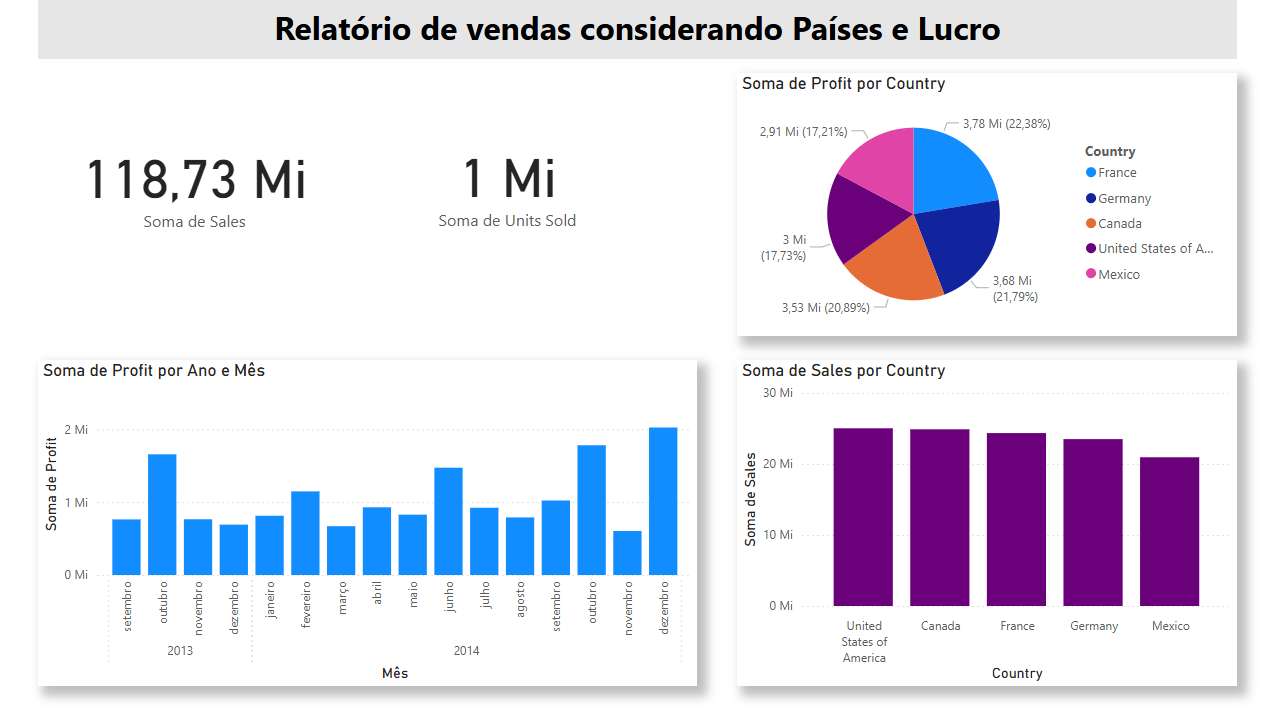 Relatório de vendas considerando Países e Lucro
118,73 Mi
Soma de Sales
1 Mi
Soma de Units Sold
Soma de Profit por Country
2,91 Mi (17,21%)
3,78 Mi (22,38%)
3 Mi
(17,73%)
3,68 Mi
(21,79%)
3,53 Mi (20,89%)
Country
France
Germany
Canada
United States of A...
Mexico
Soma de Profit por Ano e Mês
Soma de Profit
2 Mi
1 Mi
0 Mi
setembro
outubro
novembro
dezembro
janeiro
fevereiro
março
abril
maio
junho
julho
agosto
setembro
outubro
novembro
dezembro
2013
2014
Mês
Soma de Sales por Country
Soma de Sales
30 Mi
20 Mi
10 Mi
0 Mi
United
States of
America
Canada
France
Germany
Mexico
Country